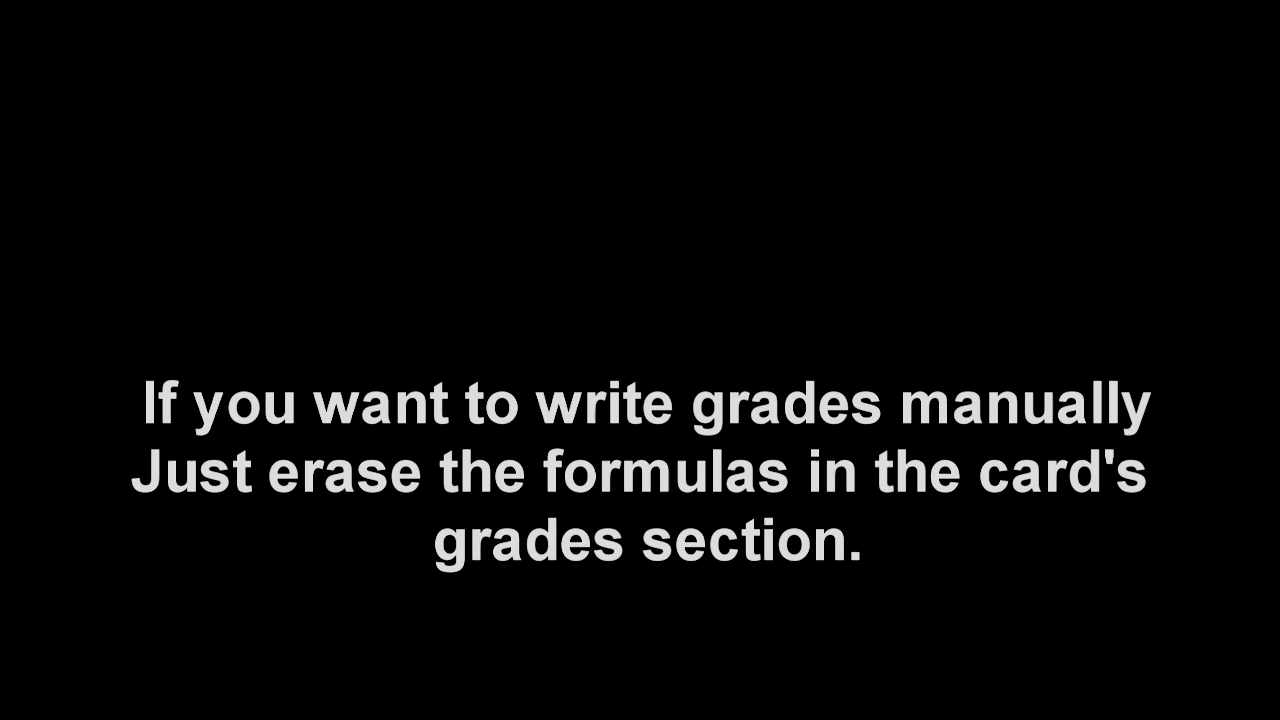 If you want to write grades manually
Just erase the formulas in the card's
grades section.